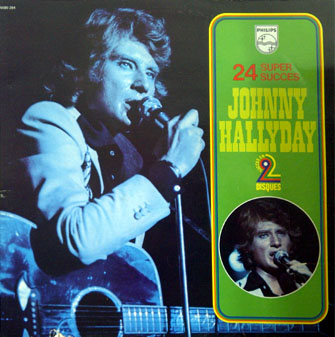 PHILIPS
24 SUPER
SUCCES
JOHNNY
HALLYDAY
2
DISQUES